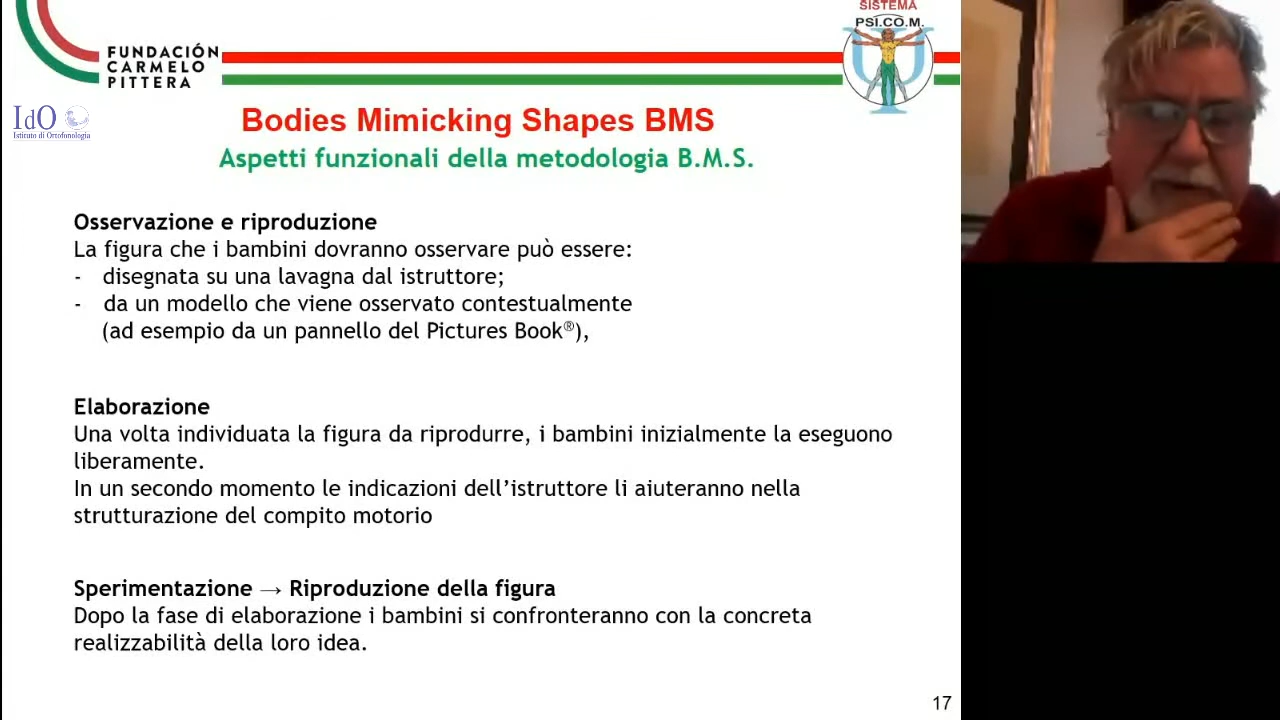 SISTEMA
PSI.CO.M.
FUNDACIÓN
CARMELO
PITTERA
IdO
Istituto di Ortofonologia
Bodies Mimicking Shapes BMS
Aspetti funzionali della metodologia B.M.S.
Osservazione e riproduzione
La figura che i bambini dovranno osservare può essere:
- disegnata su una lavagna dal istruttore;
- da un modello che viene osservato contestualmente
(ad esempio da un pannello del Pictures Book®),
Elaborazione
Una volta individuata la figura da riprodurre, i bambini inizialmente la eseguono
liberamente.
In un secondo momento le indicazioni dell’istruttore li aiuteranno nella
strutturazione del compito motorio
Sperimentazione → Riproduzione della figura
Dopo la fase di elaborazione i bambini si confronteranno con la concreta
realizzabilità della loro idea.
17